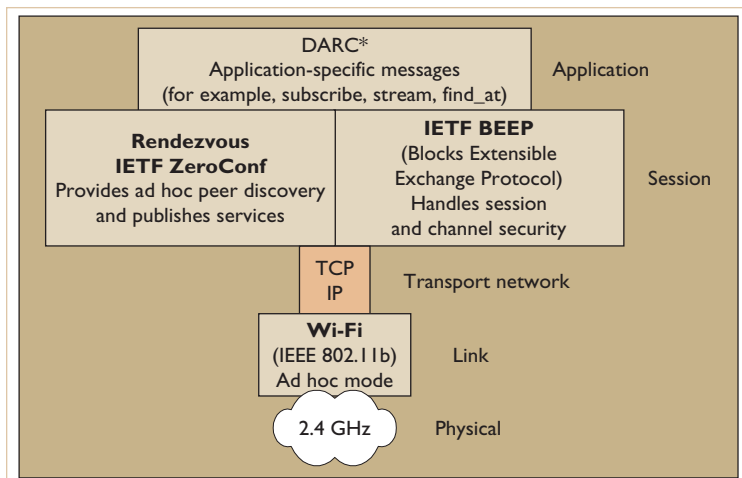 DARC*
Application-specific messages
(for example, subscribe, stream, find_at)
Application
Rendezvous
IETF ZeroConf
Provides ad hoc peer discovery
and publishes services
IETF BEEP
(Blocks Extensible
Exchange Protocol)
Handles session
and channel security
Session
TCP
IP
Transport network
Wi-Fi
(IEEE 802.11b)
Ad hoc mode
Link
2.4 GHz
Physical